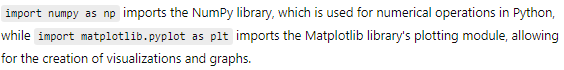 import numpy as np imports the NumPy library, which is used for numerical operations in Python,
while import matplotlib.pyplot as plt imports the Matplotlib library's plotting module, allowing
for the creation of visualizations and graphs.